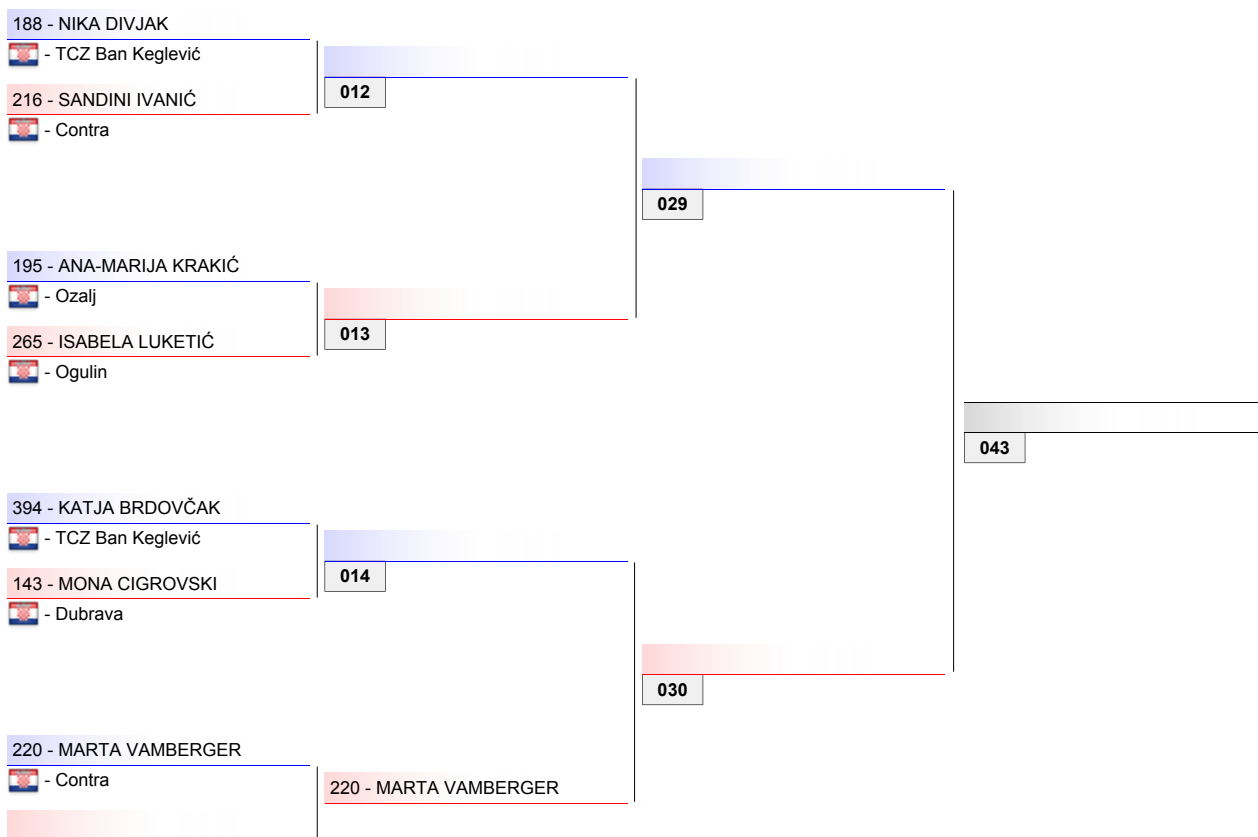 188 - NIKA DIVJAK
- TCZ Ban Keglević
012
216 - SANDINI IVANIĆ
- Contra
029
195 - ANA-MARIJA KRAKIĆ
- Ozalj
013
265 - ISABELA LUKETIĆ
- Ogulin
043
394 - KATJA BRDOVČAK
- TCZ Ban Keglević
014
143 - MONA CIGROVSKI
- Dubrava
030
220 - MARTA VAMBERGER
- Contra
220 - MARTA VAMBERGER